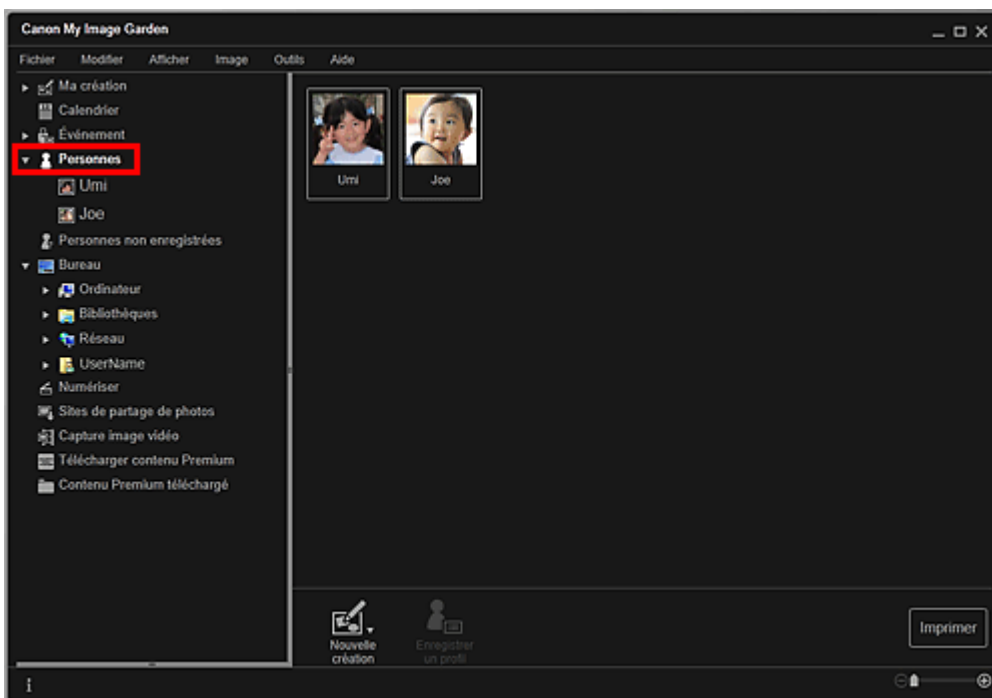 Canon My Image Garden
Fichier Modifier Afficher Image Outils Aide
Ma création
Calendrier
Événement
Personnes
Umi
Joe
Personnes non enregistrées
Bureau
Ordinateur
Bibliothèques
Réseau
UserName
Numériser
Sites de partage de photos
Capture image vidéo
Télécharger contenu Premium
Contenu Premium téléchargé
Umi Joe
Nouvelle
création
Enregistrer
un profil
Imprimer